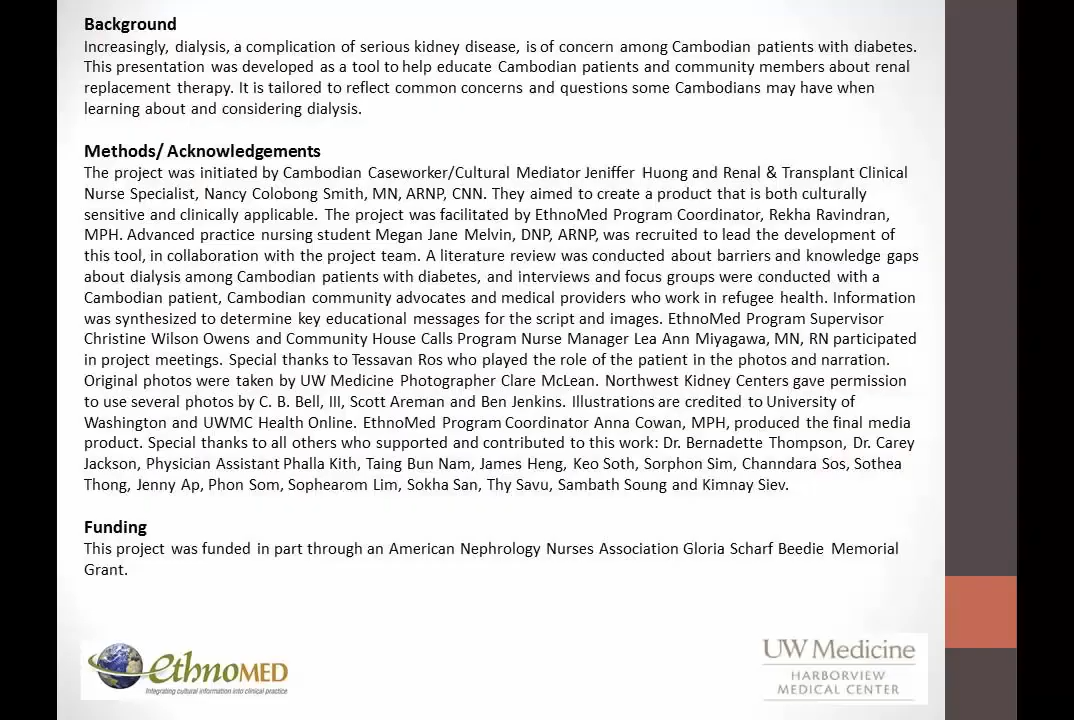 Background
Increasingly, dialysis, a complication of serious kidney disease, is of concern among Cambodian patients with diabetes.
This presentation was developed as a tool to help educate Cambodian patients and community members about renal
replacement therapy. It is tailored to reflect common concerns and questions some Cambodians may have when
learning about and considering dialysis.
Methods/ Acknowledgements
The project was initiated by Cambodian Caseworker/Cultural Mediator Jeniffer Huong and Renal & Transplant Clinical
Nurse Specialist, Nancy Colobong Smith, MN, ARNP, CNN. They aimed to create a product that is both culturally
sensitive and clinically applicable. The project was facilitated by EthnoMed Program Coordinator, Rekha Ravindran,
MPH. Advanced practice nursing student Megan Jane Melvin, DNP, ARNP, was recruited to lead the development of
this tool, in collaboration with the project team. A literature review was conducted about barriers and knowledge gaps
about dialysis among Cambodian patients with diabetes, and interviews and focus groups were conducted with a
Cambodian patient, Cambodian community advocates and medical providers who work in refugee health. Information
was synthesized to determine key educational messages for the script and images. EthnoMed Program Supervisor
Christine Wilson Owens and Community House Calls Program Nurse Manager Lea Ann Miyagawa, MN, RN participated
in project meetings. Special thanks to Tessavan Ros who played the role of the patient in the photos and narration.
Original photos were taken by UW Medicine Photographer Clare McLean. Northwest Kidney Centers gave permission
to use several photos by C. B. Bell, III, Scott Areman and Ben Jenkins. Illustrations are credited to University of
Washington and UWMC Health Online. EthnoMed Program Coordinator Anna Cowan, MPH, produced the final media
product. Special thanks to all others who supported and contributed to this work: Dr. Bernadette Thompson, Dr. Carey
Jackson, Physician Assistant Phalla Kith, Taing Bun Nam, James Heng, Keo Soth, Sorphon Sim, Channdara Sos, Sothea
Thong, Jenny Ap, Phon Som, Sophearom Lim, Sokha San, Thy Savu, Sambath Soung and Kimnay Siev.
Funding
This project was funded in part through an American Nephrology Nurses Association Gloria Scharf Beedie Memorial
Grant.
ethnoMED
Integrating cultural information into clinical practice
UW Medicine
HARBORVIEW
MEDICAL CENTER